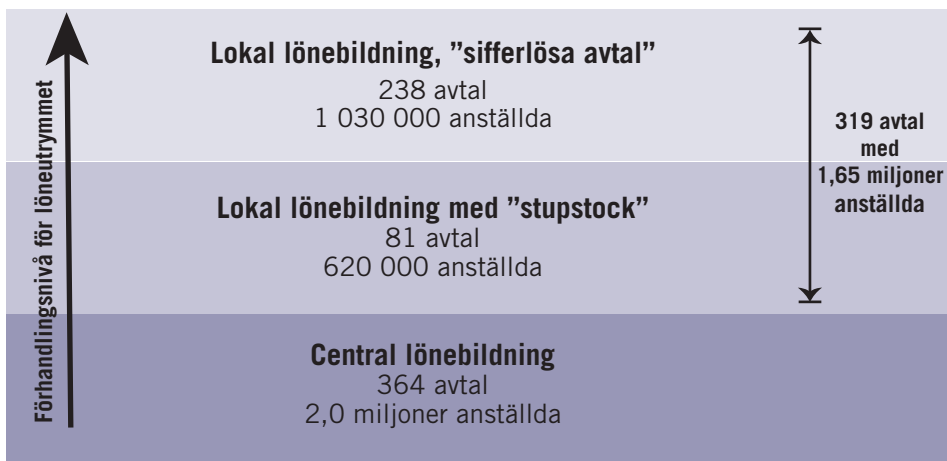 Förhandlingsnivå för löneutrymmet
Lokal lönebildning, ”sifferlösa avtal”
238 avtal
1 030 000 anställda
Lokal lönebildning med ”stupstock”
81 avtal
620 000 anställda
Central lönebildning
364 avtal
2,0 miljoner anställda
319 avtal
med
1,65 miljoner
anställda